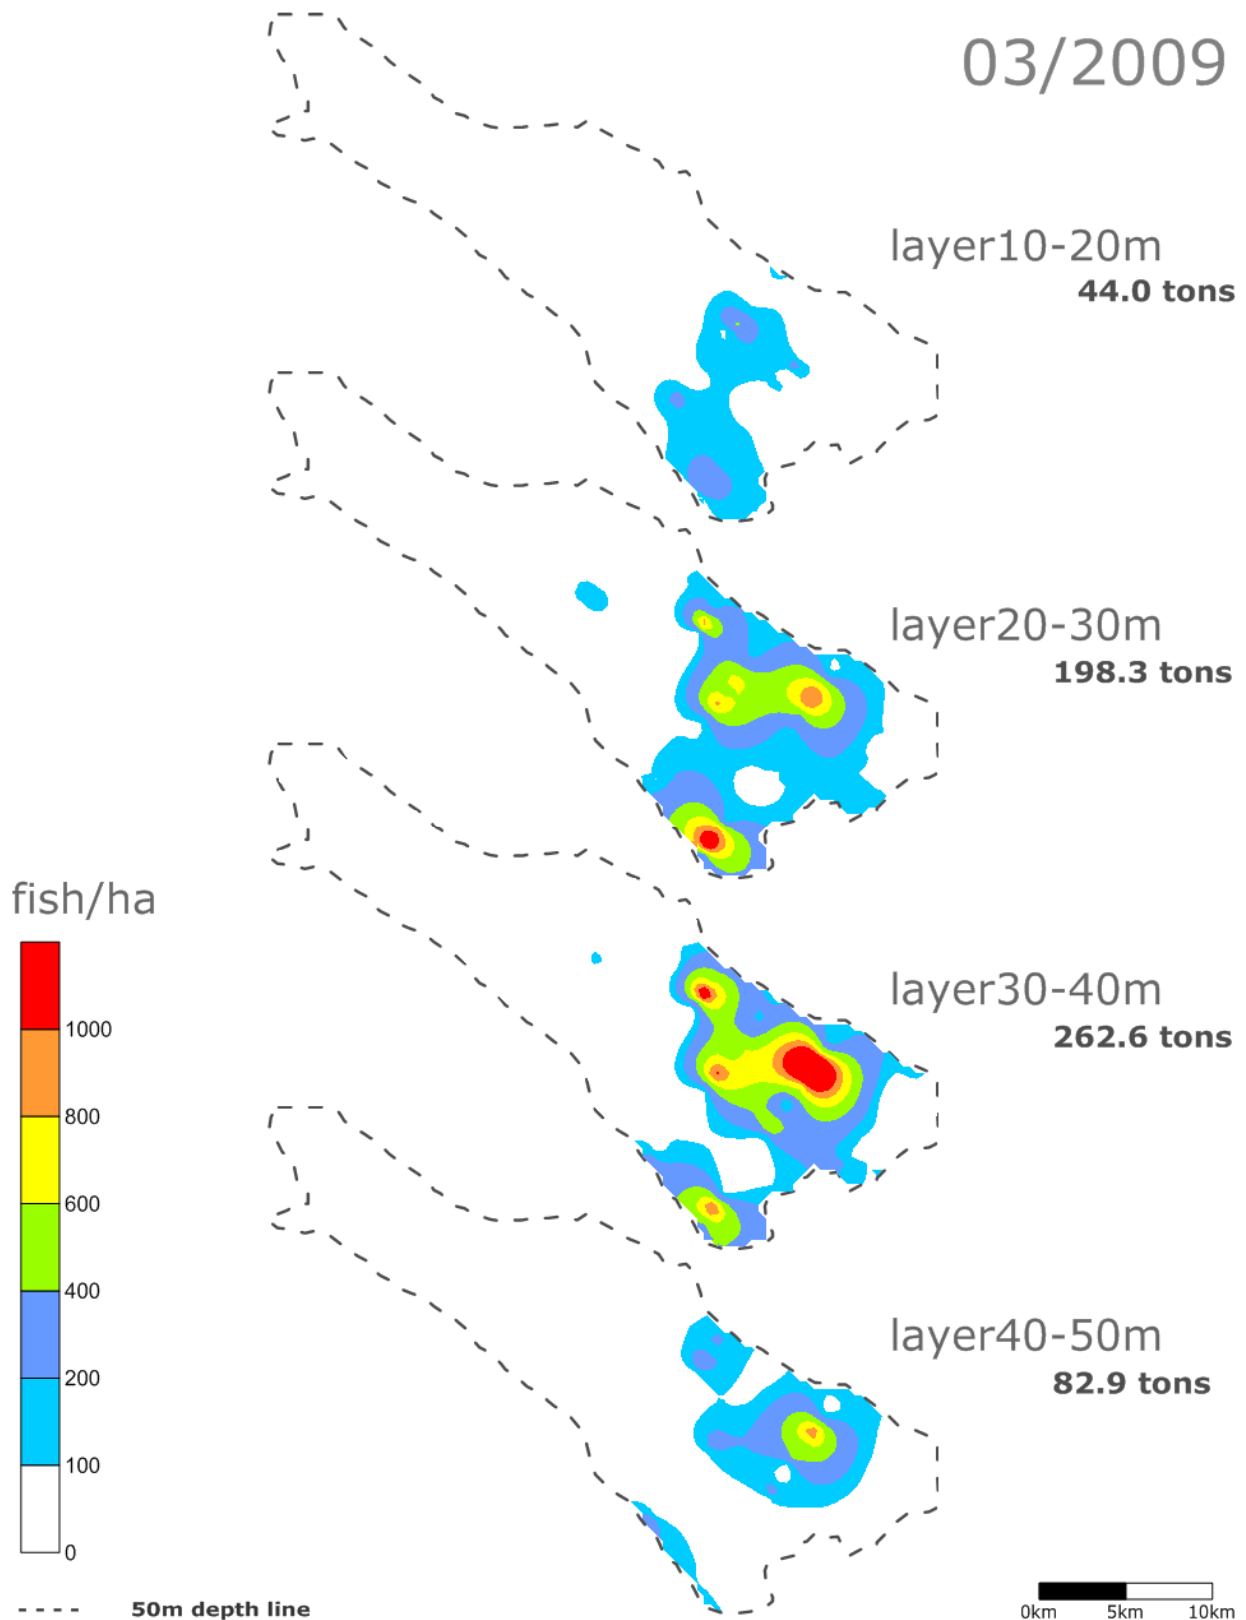 03/2009
layer10-20m
44.0 tons
layer20-30m
198.3 tons
fish/ha
layer30-40m
262.6 tons
1000
800
600
400
200
100
0
layer40-50m
82.9 tons
50m depth line
0km 5km 10km